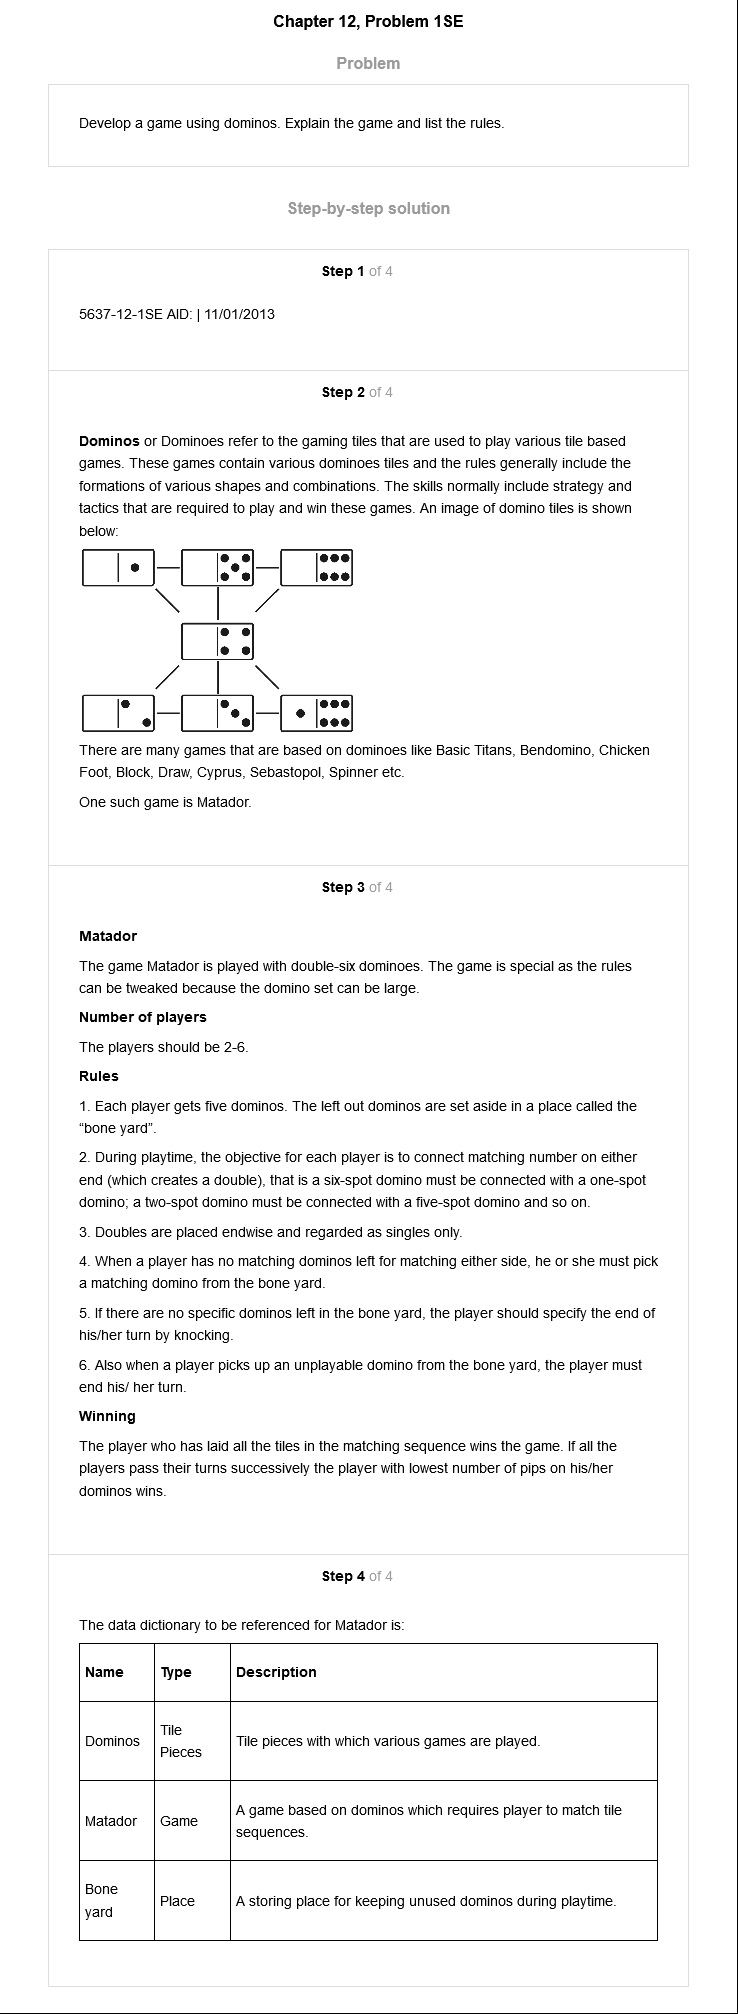 Chapter 12, Problem 1SE
Problem
Develop a game using dominos. Explain the game and list the rules.
Step-by-step solution
Step 1 of 4
5637-12-1SE AID: | 11/01/2013
Step 2 of 4
Dominos or Dominoes refer to the gaming tiles that are used to play various tile based
games. These games contain various dominoes tiles and the rules generally include the
formations of various shapes and combinations. The skills normally include strategy and
tactics that are required to play and win these games. An image of domino tiles is shown
below:
There are many games that are based on dominoes like Basic Titans, Bendomino, Chicken
Foot, Block, Draw, Cyprus, Sebastopol, Spinner etc.
One such game is Matador.
Step 3 of 4
Matador
The game Matador is played with double-six dominoes. The game is special as the rules
can be tweaked because the domino set can be large.
Number of players
The players should be 2-6.
Rules
1. Each player gets five dominos. The left out dominos are set aside in a place called the
“bone yard”.
2. During playtime, the objective for each player is to connect matching number on either
end (which creates a double), that is a six-spot domino must be connected with a one-spot
domino; a two-spot domino must be connected with a five-spot domino and so on.
3. Doubles are placed endwise and regarded as singles only.
4. When a player has no matching dominos left for matching either side, he or she must pick
a matching domino from the bone yard.
5. If there are no specific dominos left in the bone yard, the player should specify the end of
his/her turn by knocking.
6. Also when a player picks up an unplayable domino from the bone yard, the player must
end his/ her turn.
Winning
The player who has laid all the tiles in the matching sequence wins the game. If all the
players pass their turns successively the player with lowest number of pips on his/her
dominos wins.
Step 4 of 4
The data dictionary to be referenced for Matador is:
Name Type Description
Dominos Tile Pieces Tile pieces with which various games are played.
Matador Game A game based on dominos which requires player to match tile
sequences.
Bone yard Place A storing place for keeping unused dominos during playtime.